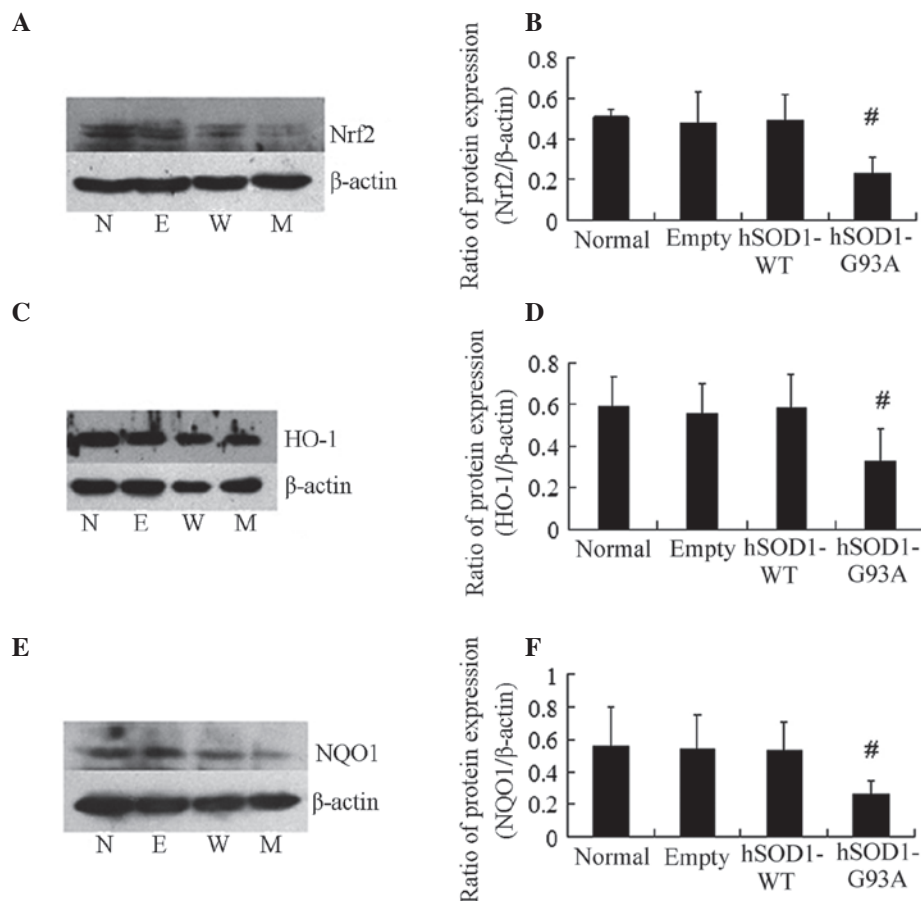 A
Nrf2
β-actin
N E W M
B
Ratio of protein expression
(Nrf2/β-actin)
0.8
0.6
0.4
0.2
0
#
Normal Empty hSOD1- hSOD1-
WT G93A
C
HO-1
β-actin
N E W M
D
Ratio of protein expression
(HO-1/β-actin)
0.8
0.6
0.4
0.2
0
#
Normal Empty hSOD1- hSOD1-
WT G93A
E
NQO1
β-actin
N E W M
F
Ratio of protein expression
(NQO1/β-actin)
1
0.8
0.6
0.4
0.2
0
#
Normal Empty hSOD1- hSOD1-
WT G93A